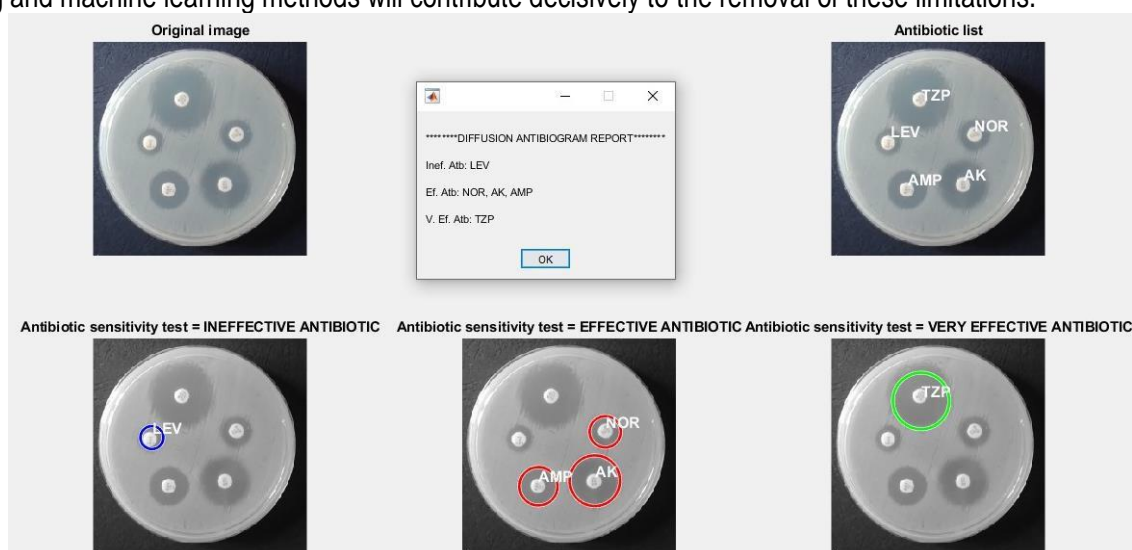 g and machine learning methods will contribute decisively to the removal of these limitations.
Original image
Antibiotic list
********DIFFUSION ANTIBIOGRAM REPORT********
Inef. Atb: LEV
Ef. Atb: NOR, AK, AMP
V. Ef. Atb: TZP
OK
TZP
LEV
NOR
AMP
AK
Antibiotic sensitivity test = INEFFECTIVE ANTIBIOTIC
Antibiotic sensitivity test = EFFECTIVE ANTIBIOTIC
Antibiotic sensitivity test = VERY EFFECTIVE ANTIBIOTIC
LEV
NOR
AMP
AK
TZP